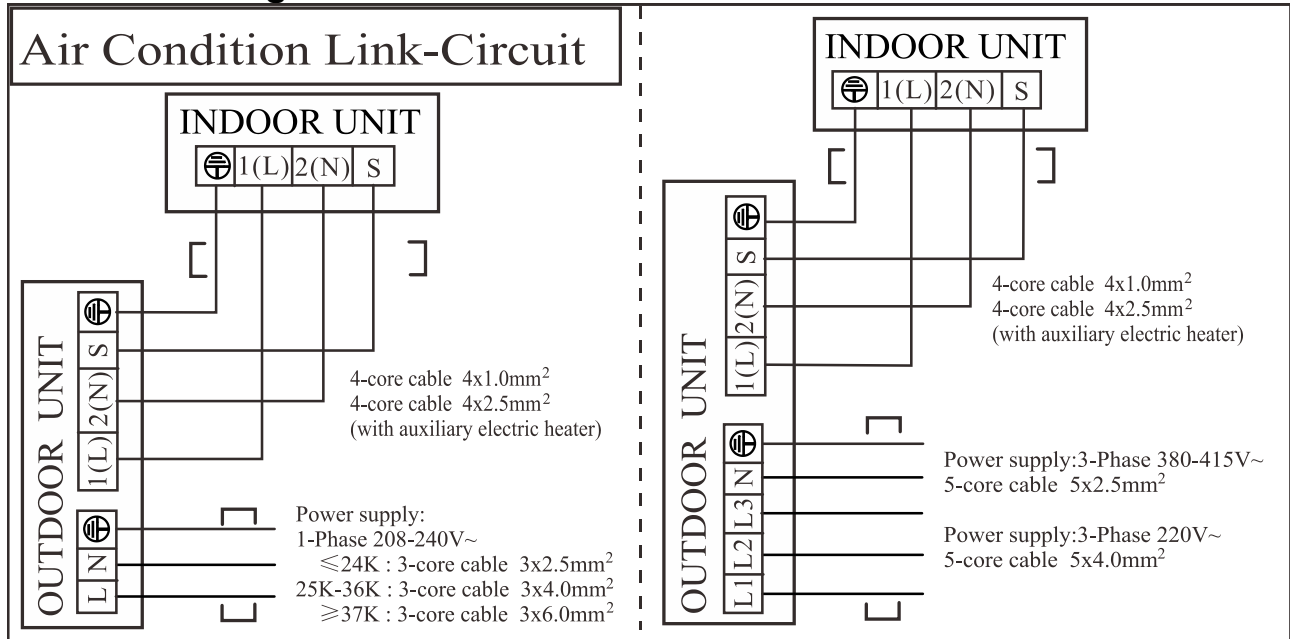 Air Condition Link-Circuit
INDOOR UNIT
1(L) 2(N) S
OUTDOOR UNIT
S
2(N)
1(L)
N
L
4-core cable 4x1.0mm²
4-core cable 4x2.5mm²
(with auxiliary electric heater)
Power supply:
1-Phase 208-240V~
≤24K : 3-core cable 3x2.5mm²
25K-36K : 3-core cable 3x4.0mm²
≥37K : 3-core cable 3x6.0mm²
INDOOR UNIT
1(L) 2(N) S
OUTDOOR UNIT
S
2(N)
1(L)
N
L3
L2
L1
4-core cable 4x1.0mm²
4-core cable 4x2.5mm²
(with auxiliary electric heater)
Power supply:3-Phase 380-415V~
5-core cable 5x2.5mm²
Power supply:3-Phase 220V~
5-core cable 5x4.0mm²